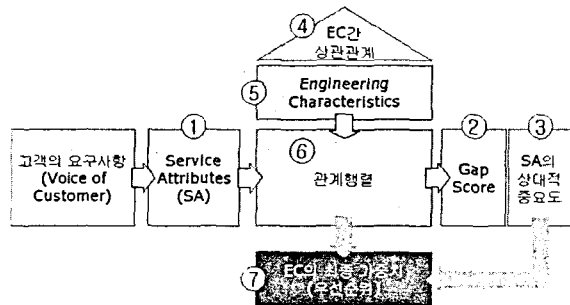 ④ EC간
상관관계
⑤ Engineering
Characteristics
①
②
③
고객의 요구사항
(Voice of
Customer)
Service
Attributes
(SA)
⑥
관계행렬
Gap
Score
SA의
상대적
중요도
⑦ EC의 최종 가중치
(우선순위)